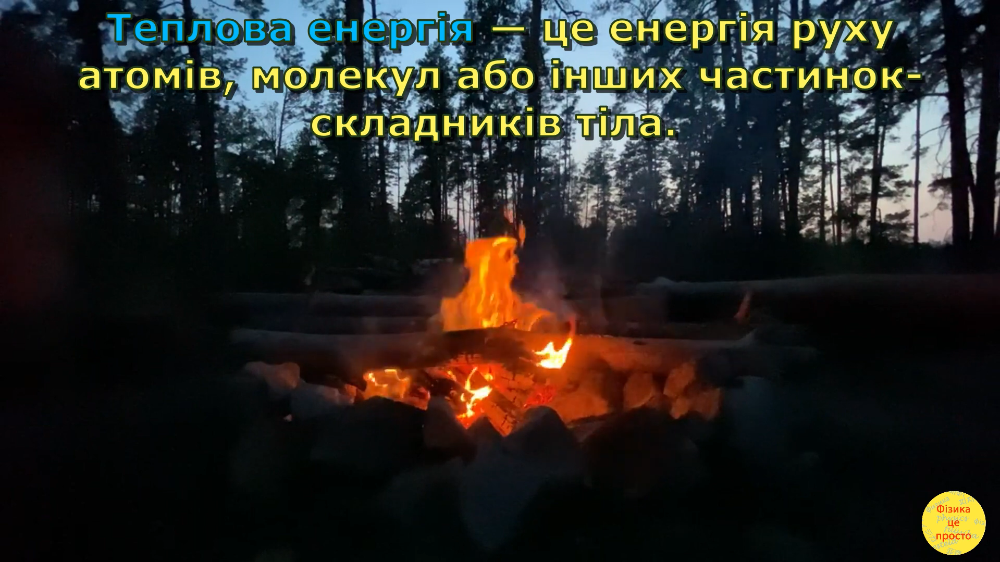 Теплова енергія — це енергія руху
атомів, молекул або інших частинок-
складників тіла.
Фізика
це
просто